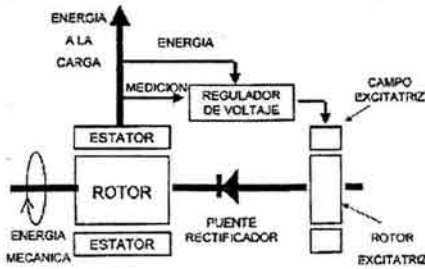 ENERGIA
A LA
CARGA
ENERGIA
MEDICION
REGULADOR
DE VOLTAJE
CAMPO
EXCITATRIZ
ESTATOR
ROTOR
ESTATOR
PUENTE
RECTIFICADOR
ENERGIA
MECANICA
ROTOR
EXCITATRIZ